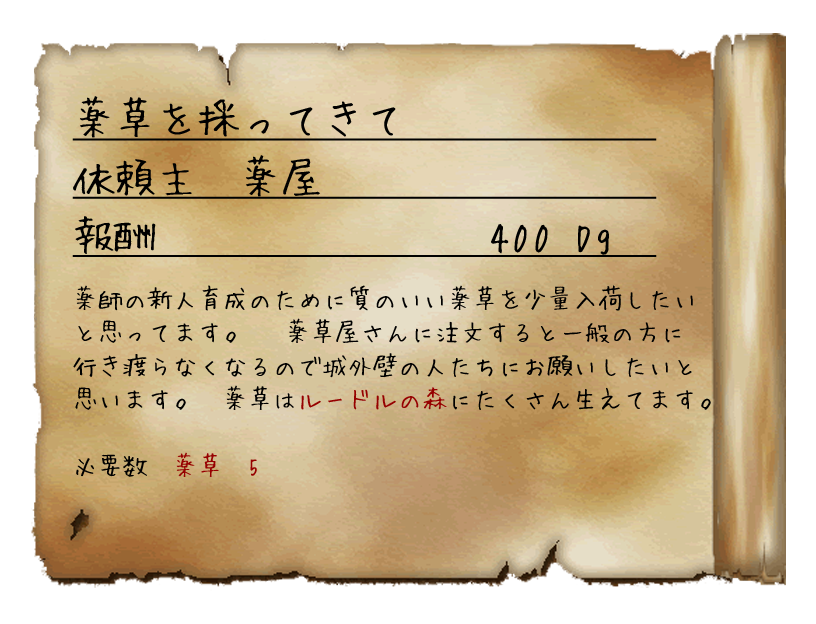 薬草を採ってきて
依頼主　薬屋
報酬　400 Dg
薬師の新人育成のために質のいい薬草を少量入荷したい
と思ってます。　薬草屋さんに注文すると一般の方に
行き渡らなくなるので城外壁の人たちにお願いしたいと
思います。　薬草はルードルの森にたくさん生えてます。
必要数　薬草　5